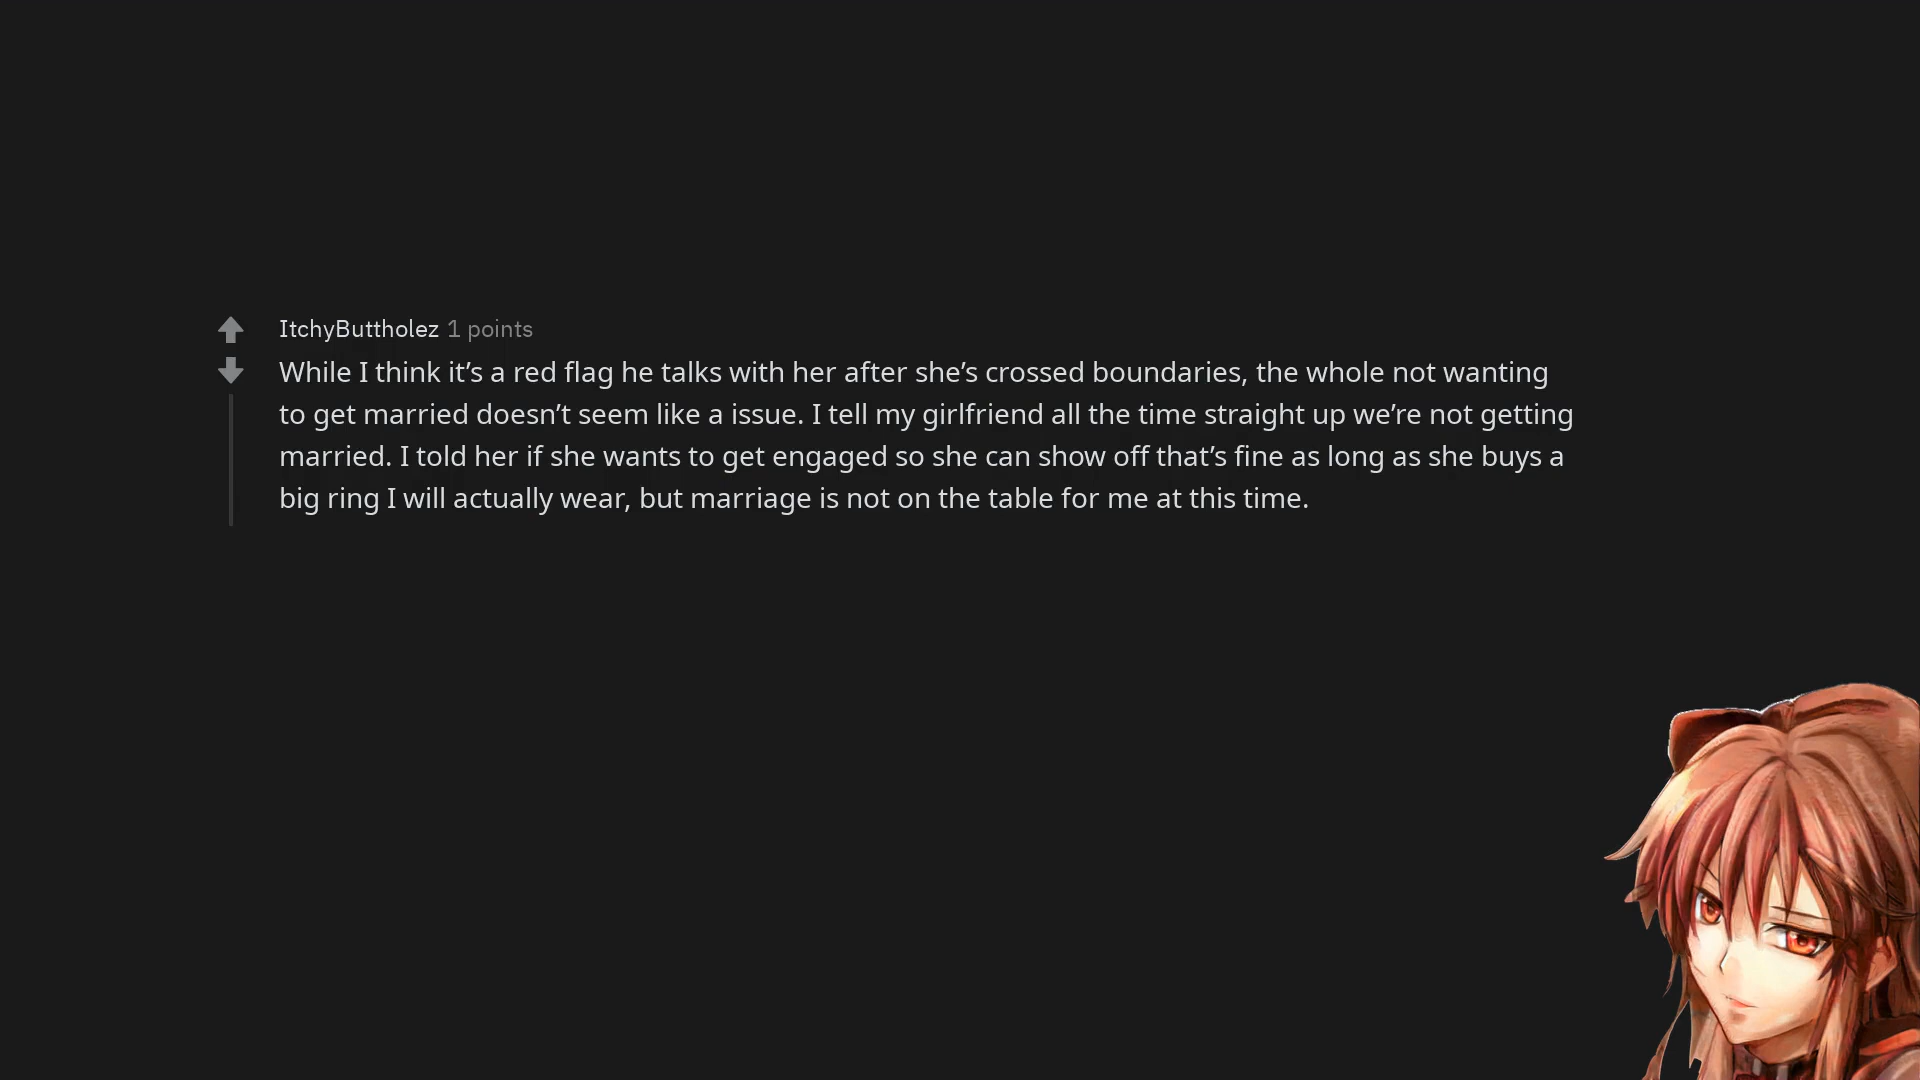 ItchyButtholez 1 points
While I think it’s a red flag he talks with her after she’s crossed boundaries, the whole not wanting
to get married doesn’t seem like a issue. I tell my girlfriend all the time straight up we’re not getting
married. I told her if she wants to get engaged so she can show off that’s fine as long as she buys a
big ring I will actually wear, but marriage is not on the table for me at this time.